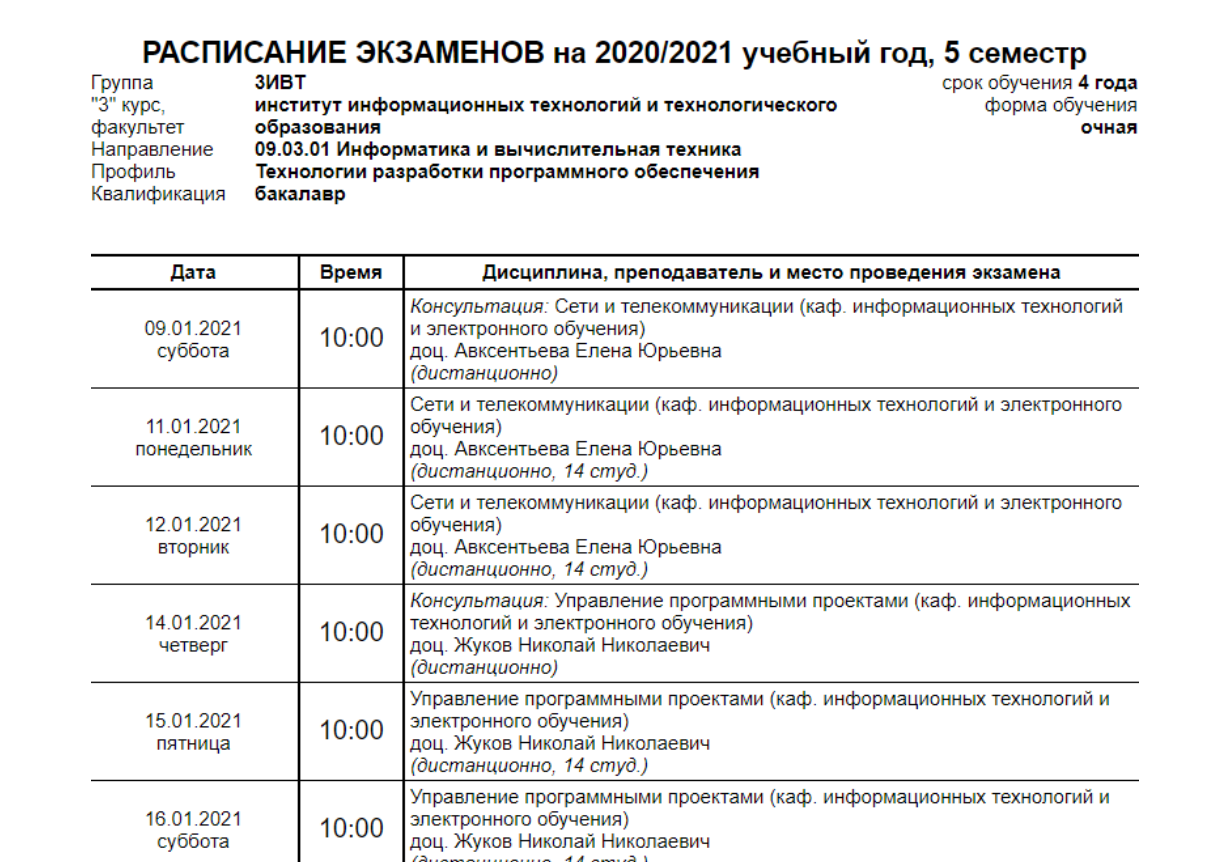 РАСПИСАНИЕ ЭКЗАМЕНОВ на 2020/2021 учебный год, 5 семестр
Группа 3ИВТ срок обучения 4 года
"3" курс, институт информационных технологий и технологического форма обучения
факультет образования очная
Направление 09.03.01 Информатика и вычислительная техника
Профиль Технологии разработки программного обеспечения
Квалификация бакалавр
Дата Время Дисциплина, преподаватель и место проведения экзамена
09.01.2021
суббота
10:00
Консультация: Сети и телекоммуникации (каф. информационных технологий
и электронного обучения)
доц. Авксентьева Елена Юрьевна
(дистанционно)
11.01.2021
понедельник
10:00
Сети и телекоммуникации (каф. информационных технологий и электронного
обучения)
доц. Авксентьева Елена Юрьевна
(дистанционно, 14 студ.)
12.01.2021
вторник
10:00
Сети и телекоммуникации (каф. информационных технологий и электронного
обучения)
доц. Авксентьева Елена Юрьевна
(дистанционно, 14 студ.)
14.01.2021
четверг
10:00
Консультация: Управление программными проектами (каф. информационных
технологий и электронного обучения)
доц. Жуков Николай Николаевич
(дистанционно)
15.01.2021
пятница
10:00
Управление программными проектами (каф. информационных технологий и
электронного обучения)
доц. Жуков Николай Николаевич
(дистанционно, 14 студ.)
16.01.2021
суббота
10:00
Управление программными проектами (каф. информационных технологий и
электронного обучения)
доц. Жуков Николай Николаевич